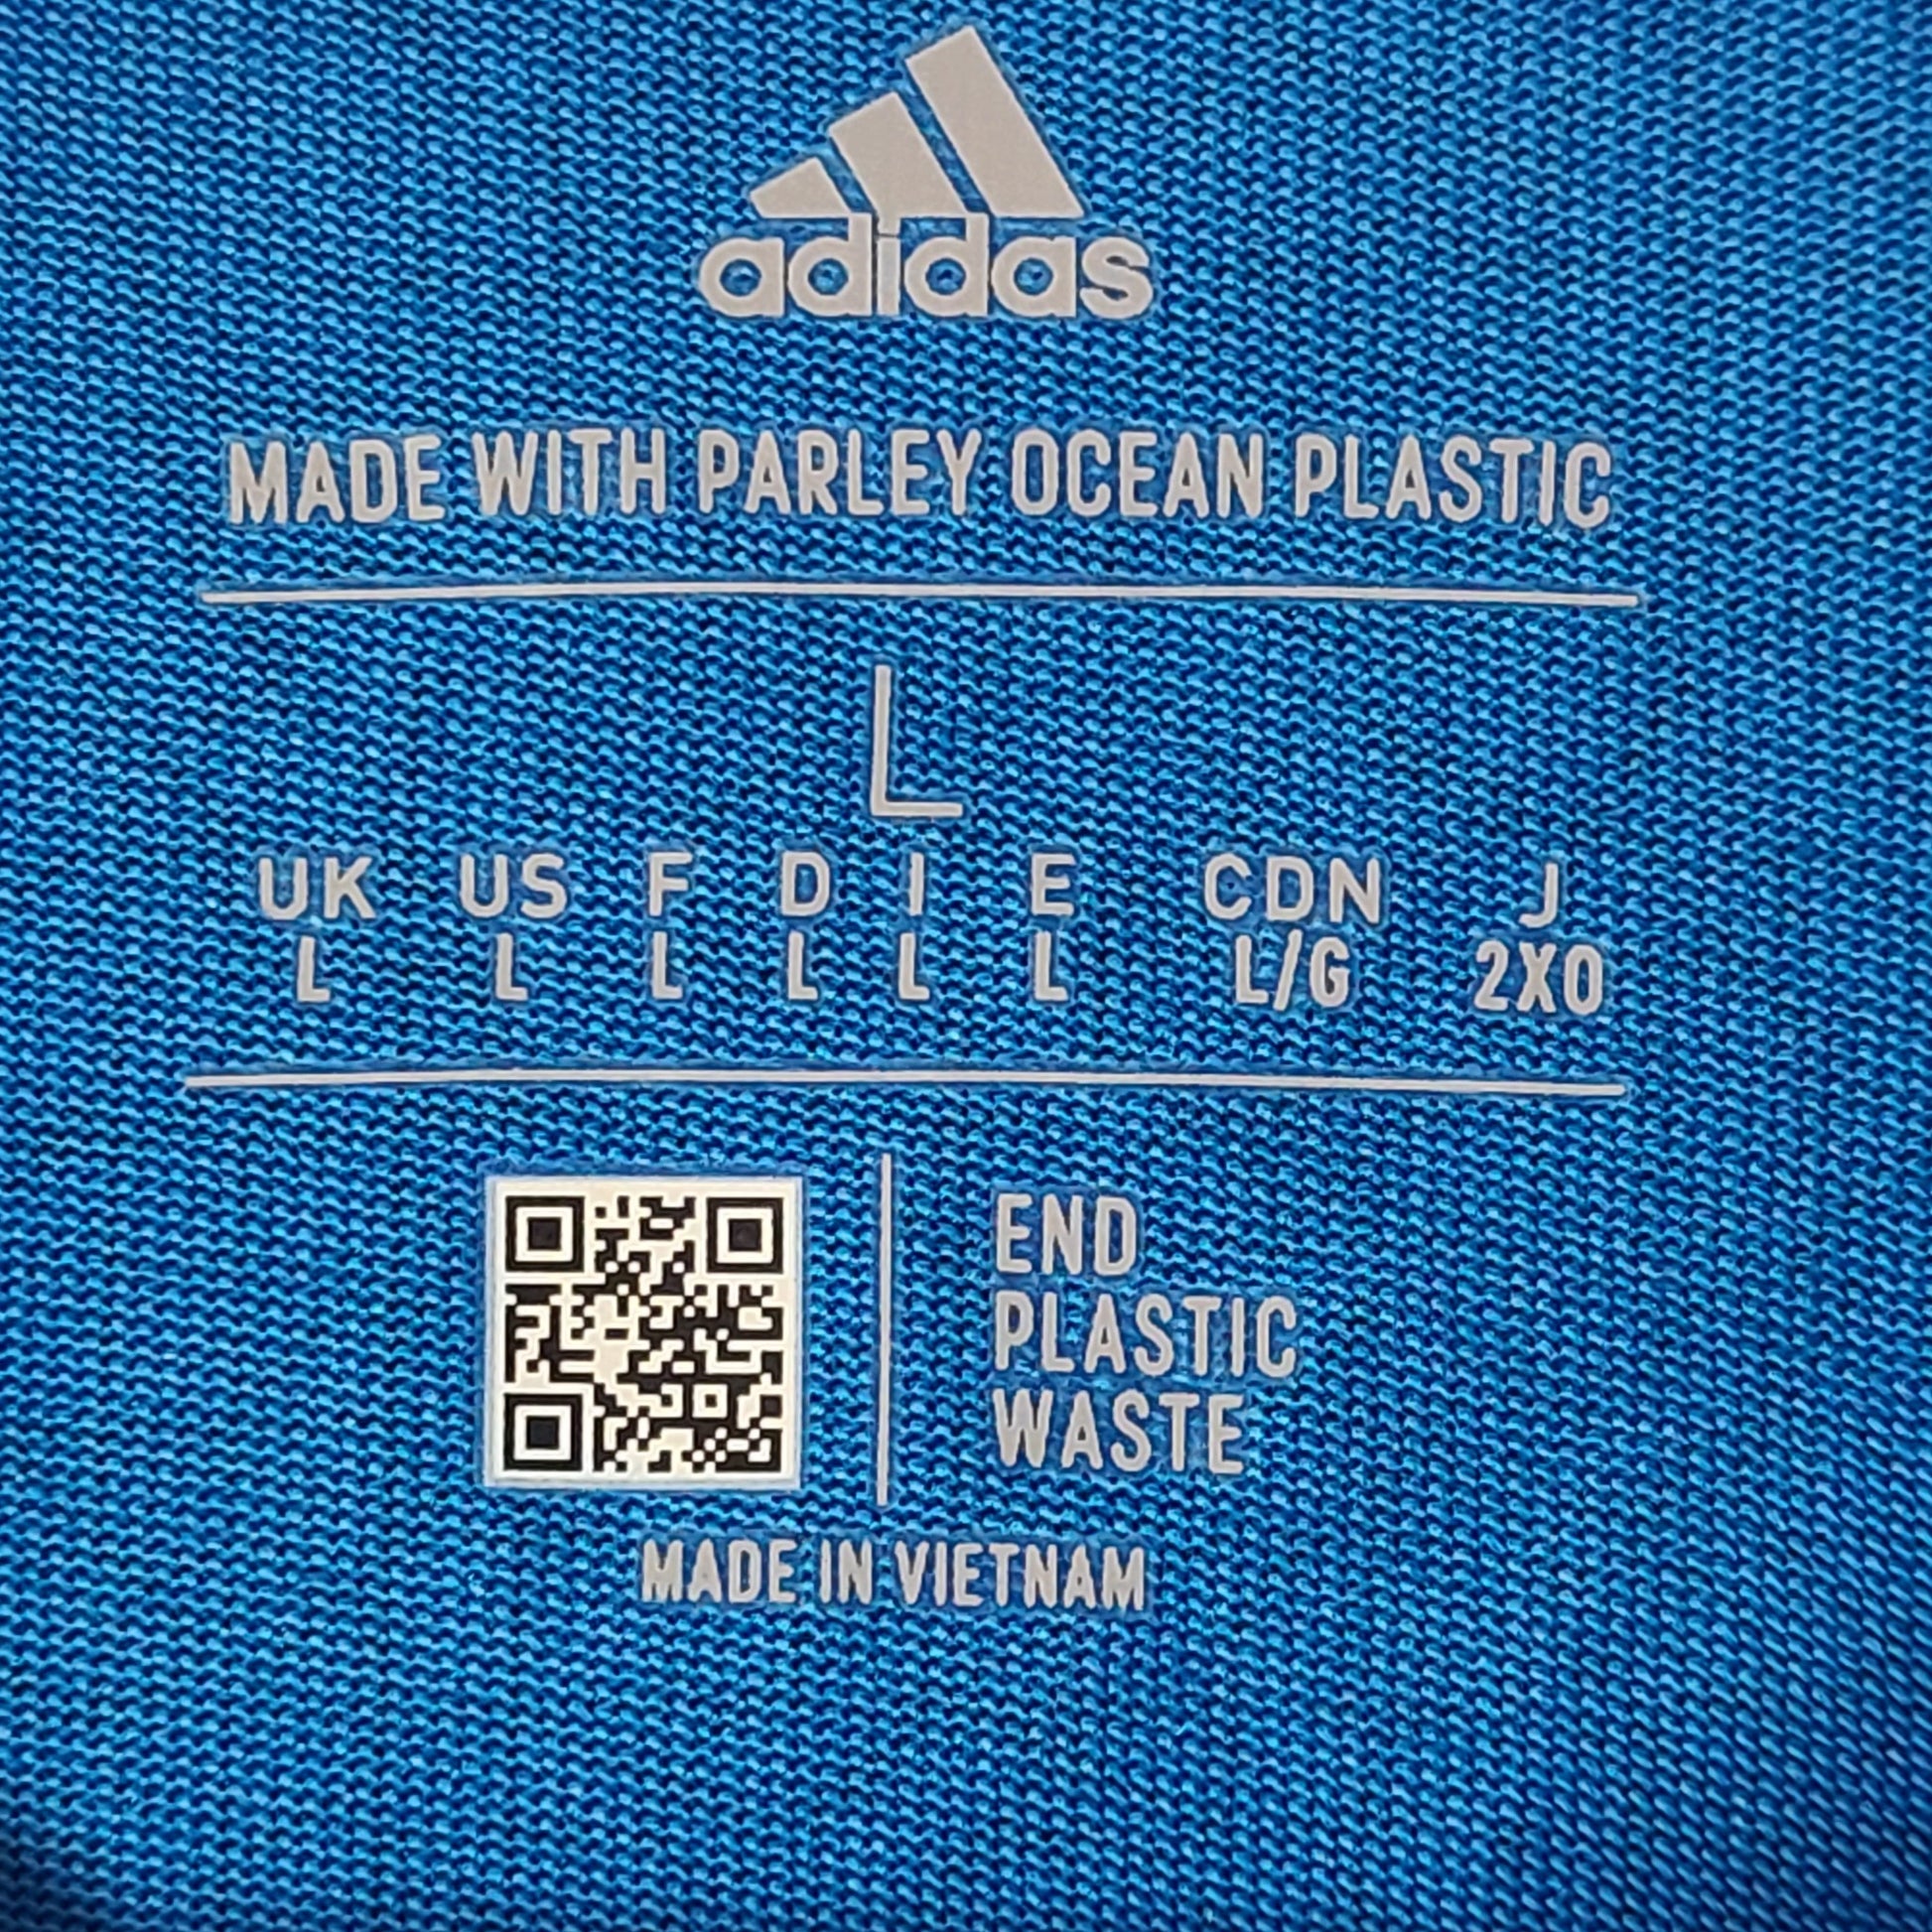 adidas
MADE WITH PARLEY OCEAN PLASTIC
L
UK US F D I E CDN J
L L L L L L L/G 2XO
END
PLASTIC
WASTE
MADE IN VIETNAM